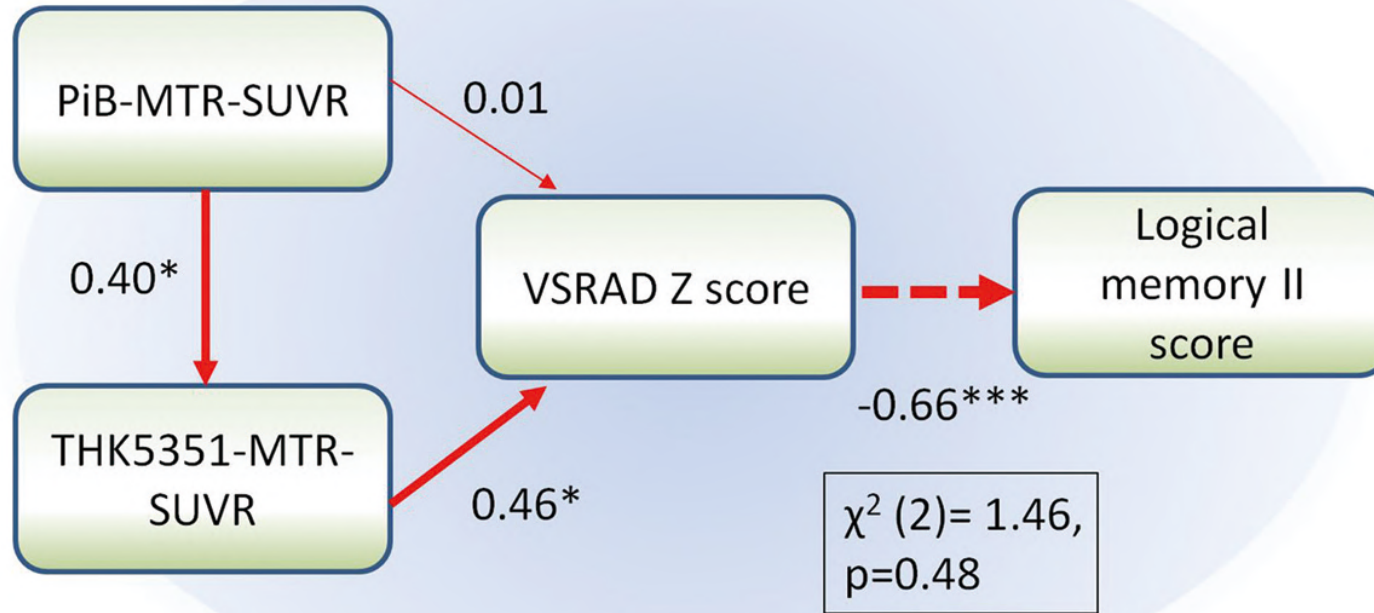 PiB-MTR-SUVR
0.01
0.40*
VSRAD Z score
Logical
memory II
score
-0.66***
THK5351-MTR-
SUVR
0.46*
χ² (2)= 1.46,
p=0.48